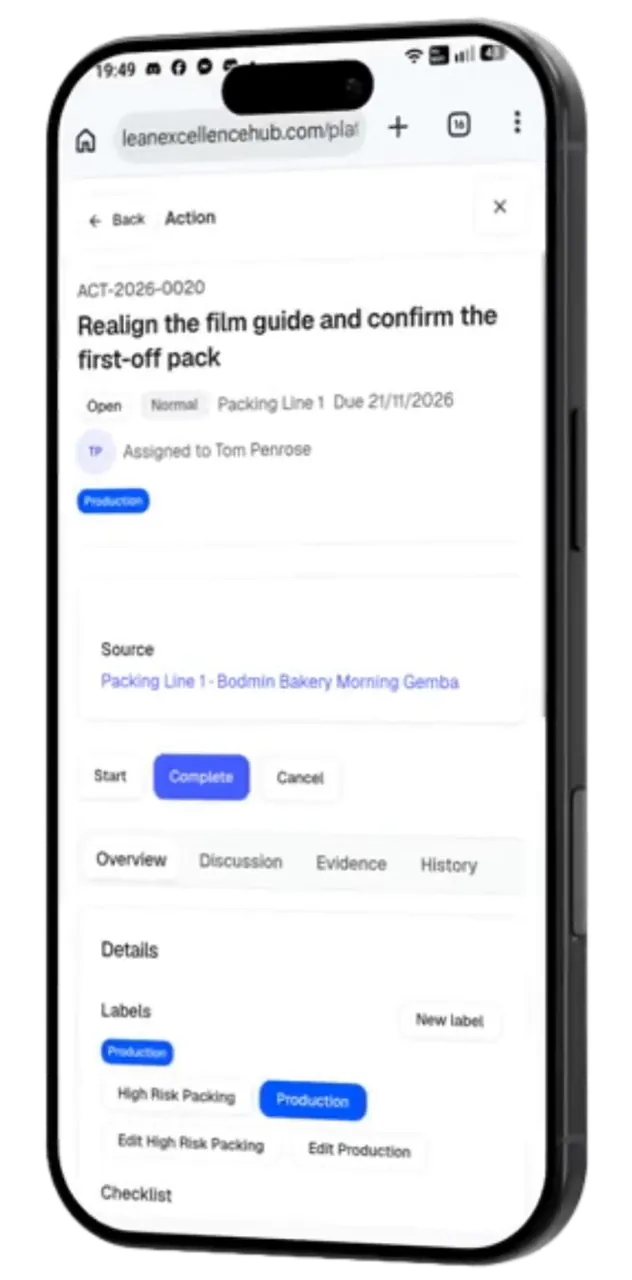 19:49
leanexcellencehub.com/plat
16
← Back Action
ACT-2026-0020
Realign the film guide and confirm the
first-off pack
Open Normal Packing Line 1 Due 21/11/2026
TP Assigned to Tom Penrose
Production
Source
Packing Line 1 - Bodmin Bakery Morning Gemba
Start Complete Cancel
Overview Discussion Evidence History
Details
Labels New label
Production
High Risk Packing Production
Edit High Risk Packing Edit Production
Checklist